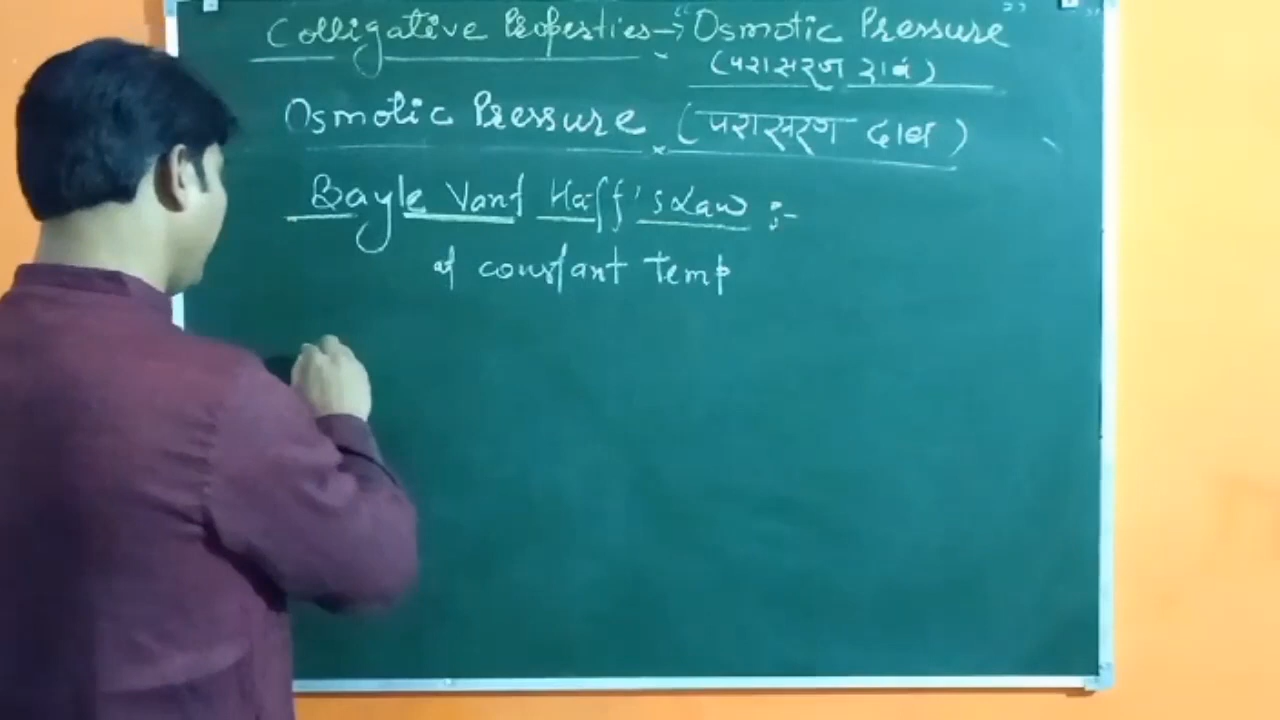 Colligative Properties → "Osmotic Pressure"
(परासरण दाब)
Osmotic Pressure (परासरण दाब)
Bayle Vant Haff's Law :-
at constant temp